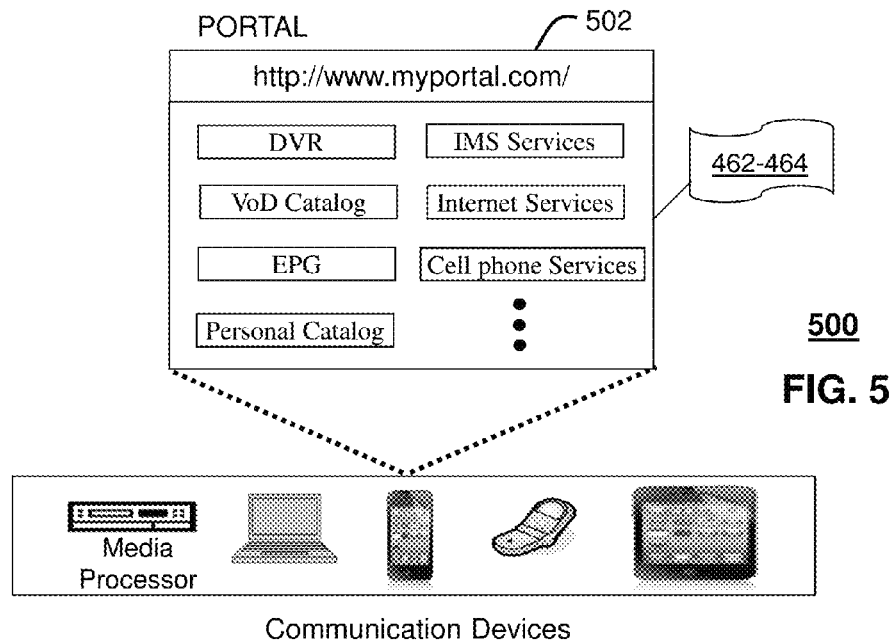 PORTAL
502
http://www.myportal.com/
DVR
IMS Services
VoD Catalog
Internet Services
EPG
Cell phone Services
Personal Catalog
462-464
500
FIG. 5
Media
Processor
Communication Devices